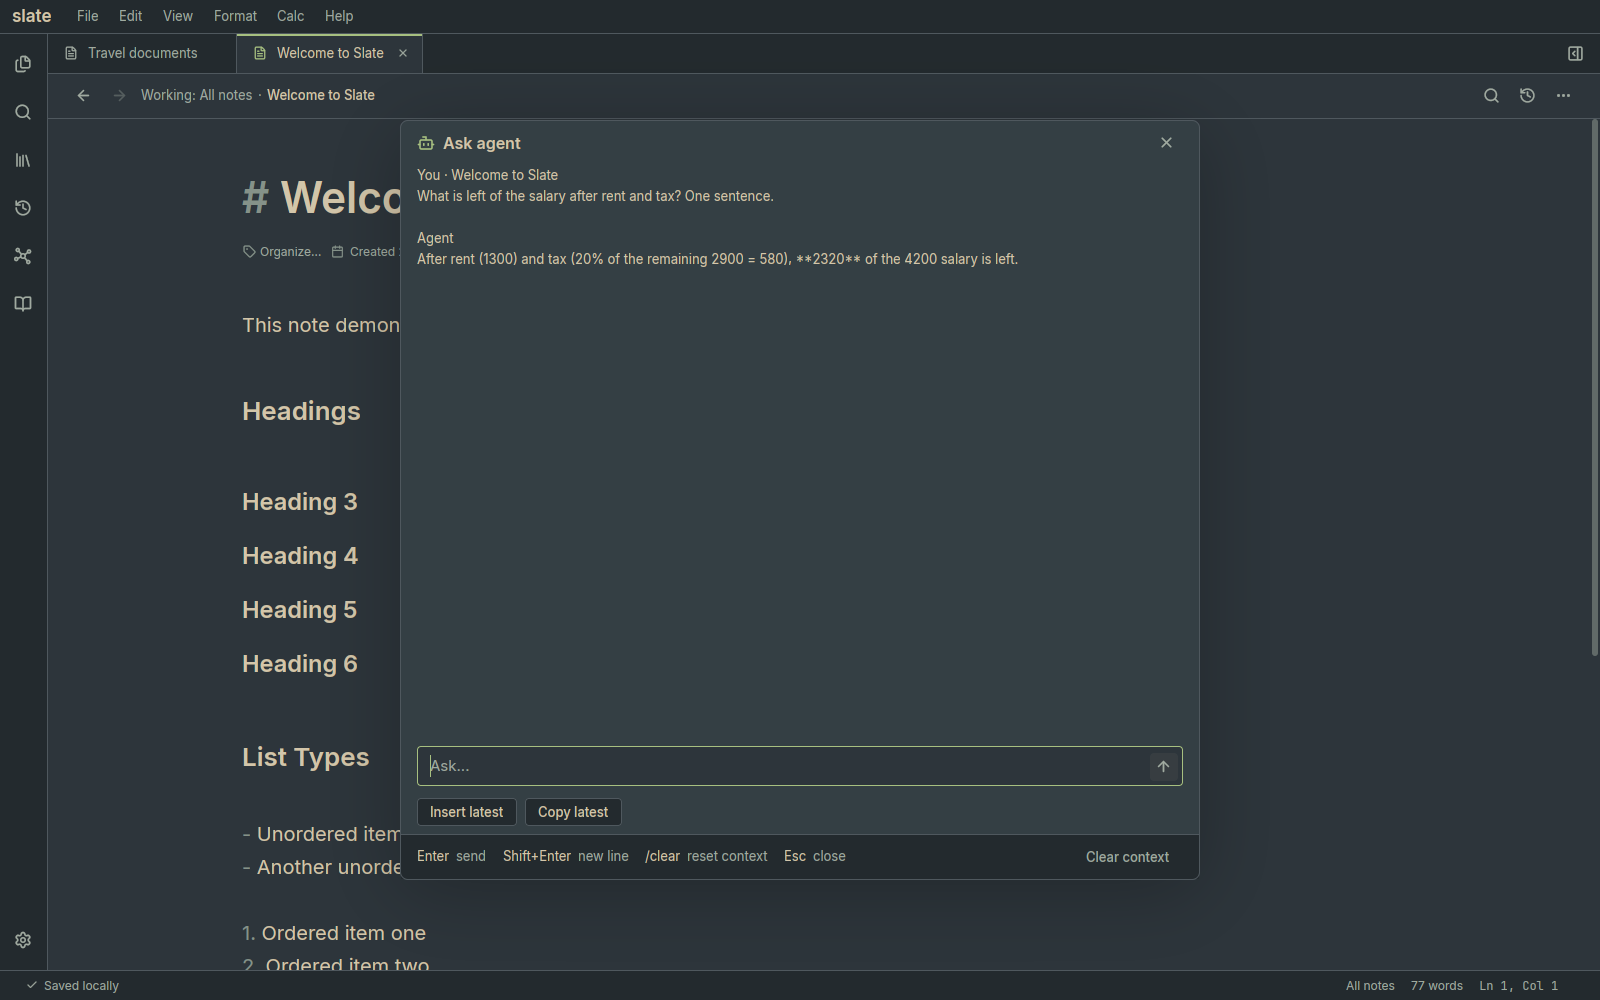 slate File Edit View Format Calc Help
Travel documents Welcome to Slate
Working: All notes · Welcome to Slate
Ask agent
You · Welcome to Slate
What is left of the salary after rent and tax? One sentence.
Agent
After rent (1300) and tax (20% of the remaining 2900 = 580), **2320** of the 4200 salary is left.
# Welco
Organize... Created
This note demon
Headings
Heading 3
Heading 4
Heading 5
Heading 6
List Types
- Unordered item
- Another unorde
1. Ordered item one
2. Ordered item two
Ask...
Insert latest Copy latest
Enter send Shift+Enter new line /clear reset context Esc close Clear context
Saved locally All notes 77 words Ln 1, Col 1